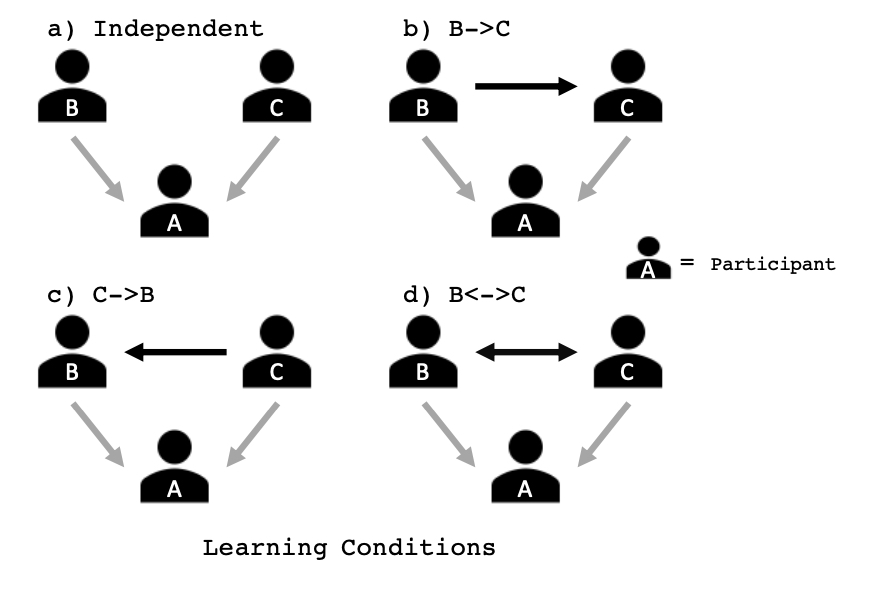 a) Independent
b) B->C
B
C
B
C
A
A
A = Participant
c) C->B
d) B<->C
B
C
B
C
A
A
Learning Conditions